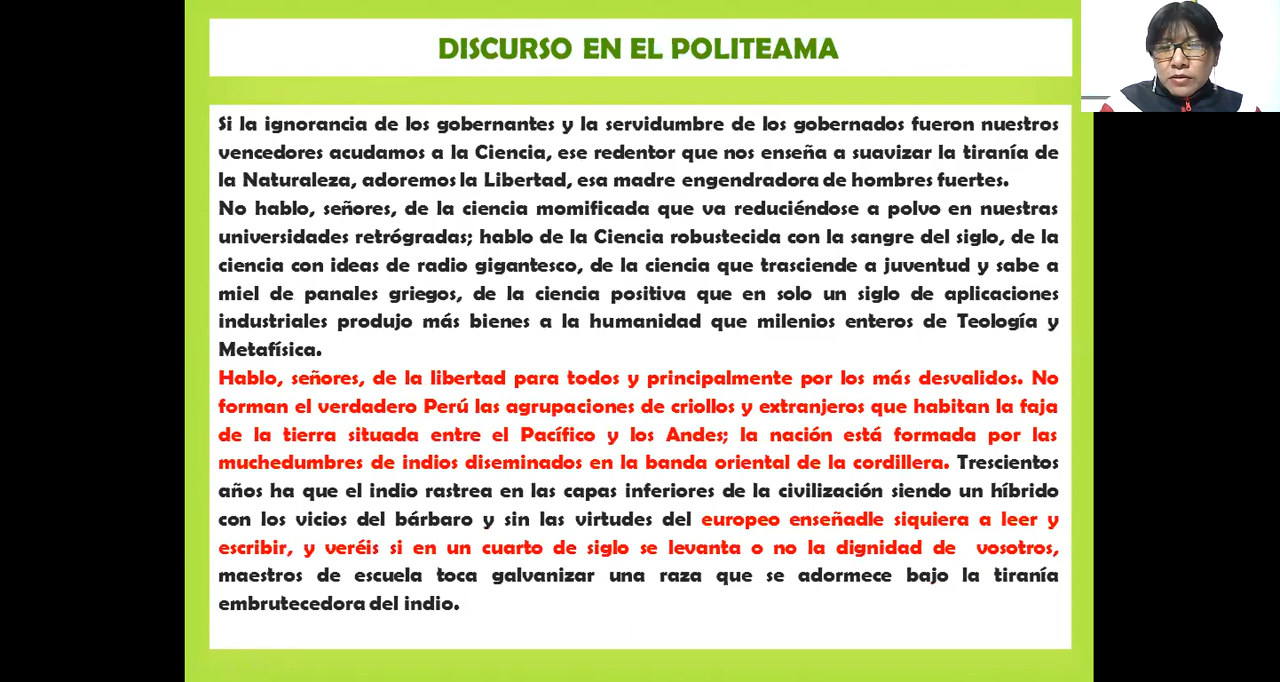 DISCURSO EN EL POLITEAMA
Si la ignorancia de los gobernantes y la servidumbre de los gobernados fueron nuestros
vencedores acudamos a la Ciencia, ese redentor que nos enseña a suavizar la tiranía de
la Naturaleza, adoremos la Libertad, esa madre engendradora de hombres fuertes.
No hablo, señores, de la ciencia momificada que va reduciéndose a polvo en nuestras
universidades retrógradas; hablo de la Ciencia robustecida con la sangre del siglo, de la
ciencia con ideas de radio gigantesco, de la ciencia que trasciende a juventud y sabe a
miel de panales griegos, de la ciencia positiva que en solo un siglo de aplicaciones
industriales produjo más bienes a la humanidad que milenios enteros de Teología y
Metafísica.
Hablo, señores, de la libertad para todos y principalmente por los más desvalidos. No
forman el verdadero Perú las agrupaciones de criollos y extranjeros que habitan la faja
de la tierra situada entre el Pacífico y los Andes; la nación está formada por las
muchedumbres de indios diseminados en la banda oriental de la cordillera. Trescientos
años ha que el indio rastrea en las capas inferiores de la civilización siendo un híbrido
con los vicios del bárbaro y sin las virtudes del europeo enseñadle siquiera a leer y
escribir, y veréis si en un cuarto de siglo se levanta o no la dignidad de vosotros,
maestros de escuela toca galvanizar una raza que se adormece bajo la tiranía
embrutecedora del indio.